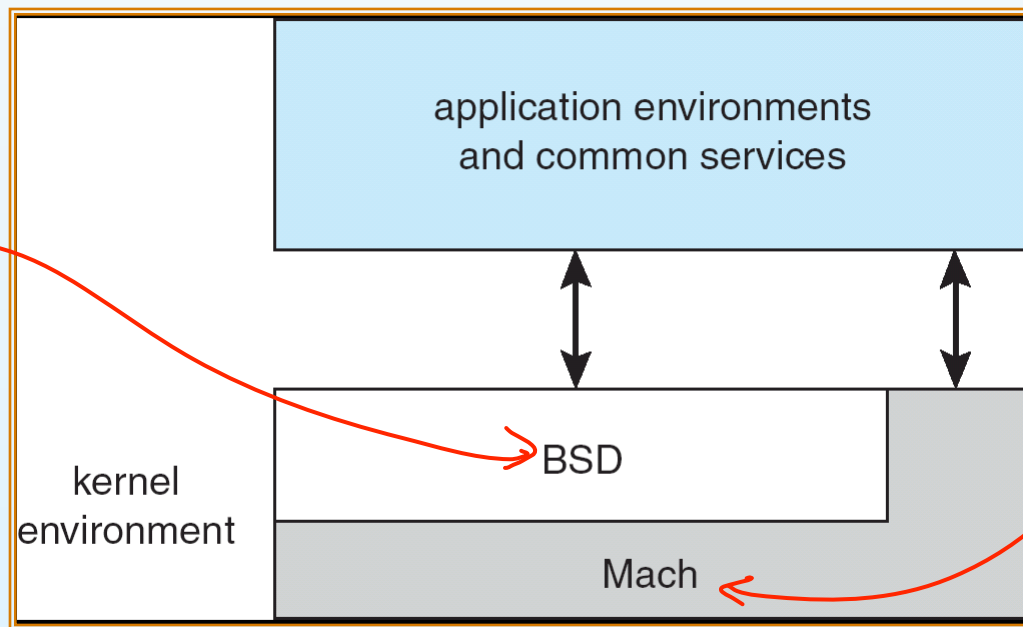 application environments
and common services
BSD
kernel
environment
Mach